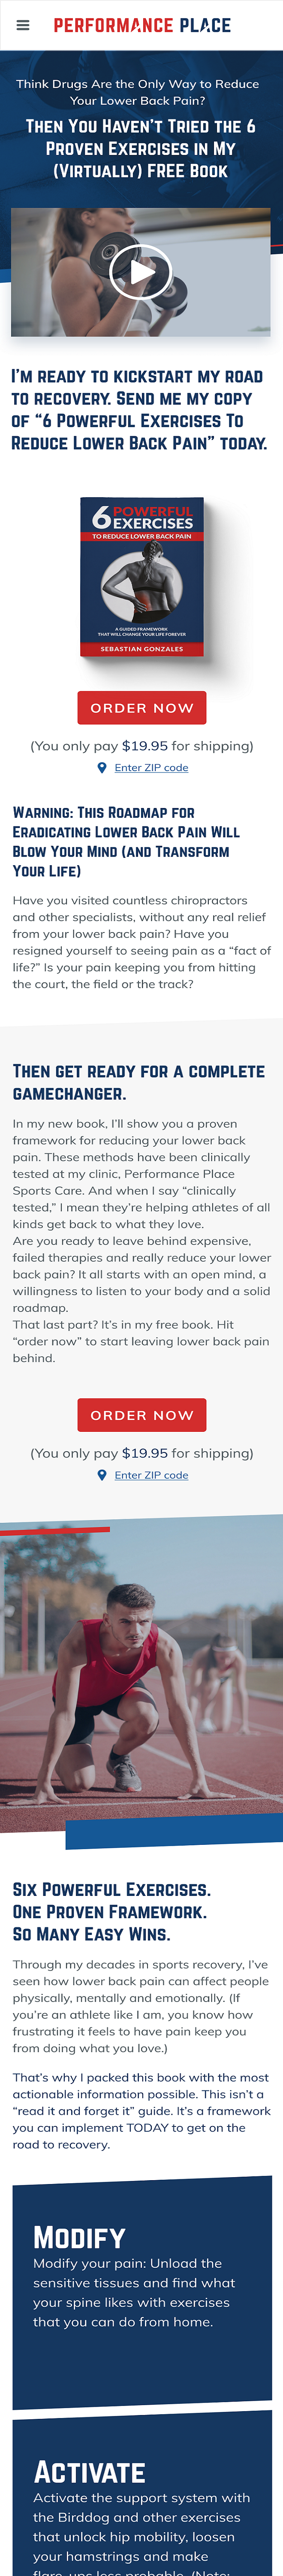 PERFORMANCE PLACE
Think Drugs Are the Only Way to Reduce
Your Lower Back Pain?
THEN YOU HAVEN'T TRIED THE 6
PROVEN EXERCISES IN MY
(VIRTUALLY) FREE BOOK
I'M READY TO KICKSTART MY ROAD
TO RECOVERY. SEND ME MY COPY
OF “6 POWERFUL EXERCISES TO
REDUCE LOWER BACK PAIN” TODAY.
6 POWERFUL
EXERCISES
TO REDUCE LOWER BACK PAIN
A GUIDED FRAMEWORK
THAT WILL CHANGE YOUR LIFE FOREVER
SEBASTIAN GONZALES
ORDER NOW
(You only pay $19.95 for shipping)
Enter ZIP code
WARNING: THIS ROADMAP FOR
ERADICATING LOWER BACK PAIN WILL
BLOW YOUR MIND (AND TRANSFORM
YOUR LIFE)
Have you visited countless chiropractors
and other specialists, without any real relief
from your lower back pain? Have you
resigned yourself to seeing pain as a “fact of
life?” Is your pain keeping you from hitting
the court, the field or the track?
THEN GET READY FOR A COMPLETE
GAMECHANGER.
In my new book, I'll show you a proven
framework for reducing your lower back
pain. These methods have been clinically
tested at my clinic, Performance Place
Sports Care. And when I say “clinically
tested,” I mean they're helping athletes of all
kinds get back to what they love.
Are you ready to leave behind expensive,
failed therapies and really reduce your lower
back pain? It all starts with an open mind, a
willingness to listen to your body and a solid
roadmap.
That last part? It's in my free book. Hit
“order now” to start leaving lower back pain
behind.
ORDER NOW
(You only pay $19.95 for shipping)
Enter ZIP code
SIX POWERFUL EXERCISES.
ONE PROVEN FRAMEWORK.
SO MANY EASY WINS.
Through my decades in sports recovery, I've
seen how lower back pain can affect people
physically, mentally and emotionally. (If
you're an athlete like I am, you know how
frustrating it feels to have pain keep you
from doing what you love.)
That's why I packed this book with the most
actionable information possible. This isn't a
“read it and forget it” guide. It's a framework
you can implement TODAY to get on the
road to recovery.
MODIFY
Modify your pain: Unload the
sensitive tissues and find what
your spine likes with exercises
that you can do from home.
ACTIVATE
Activate the support system with
the Birddog and other exercises
that unlock hip mobility, loosen
your hamstrings and make
flare-ups less probable. (Note: